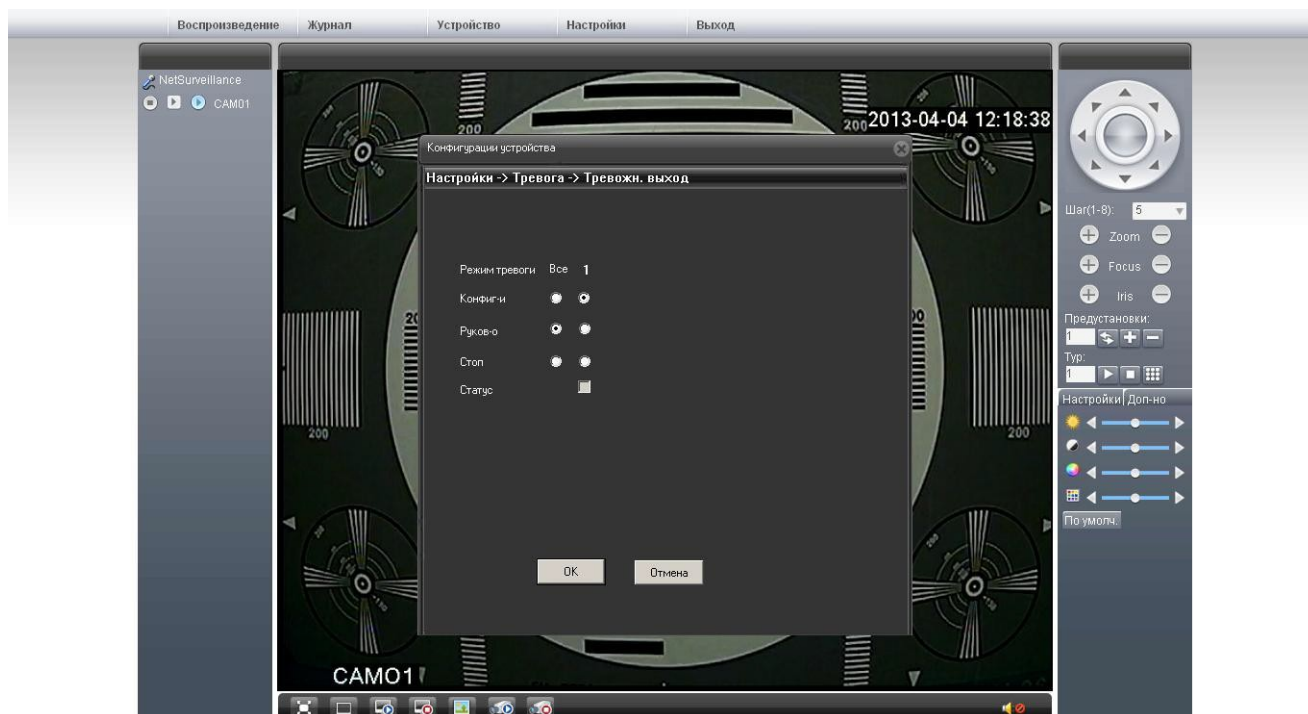 Воспроизведение Журнал Устройство Настройки Выход
NetSurveillance
CAM01
200
200
2013-04-04 12:18:38
Конфигурации устройства
Настройки -> Тревога -> Тревожн. выход
Режим тревоги Все 1
Конфиг-и
Руков-о
Стоп
Статус
OK Отмена
200
200
CAM01
Шаг(1-8): 5
Zoom
Focus
Iris
Предустановки:
1
Тур:
1
Настройки Доп-но
По умолч.